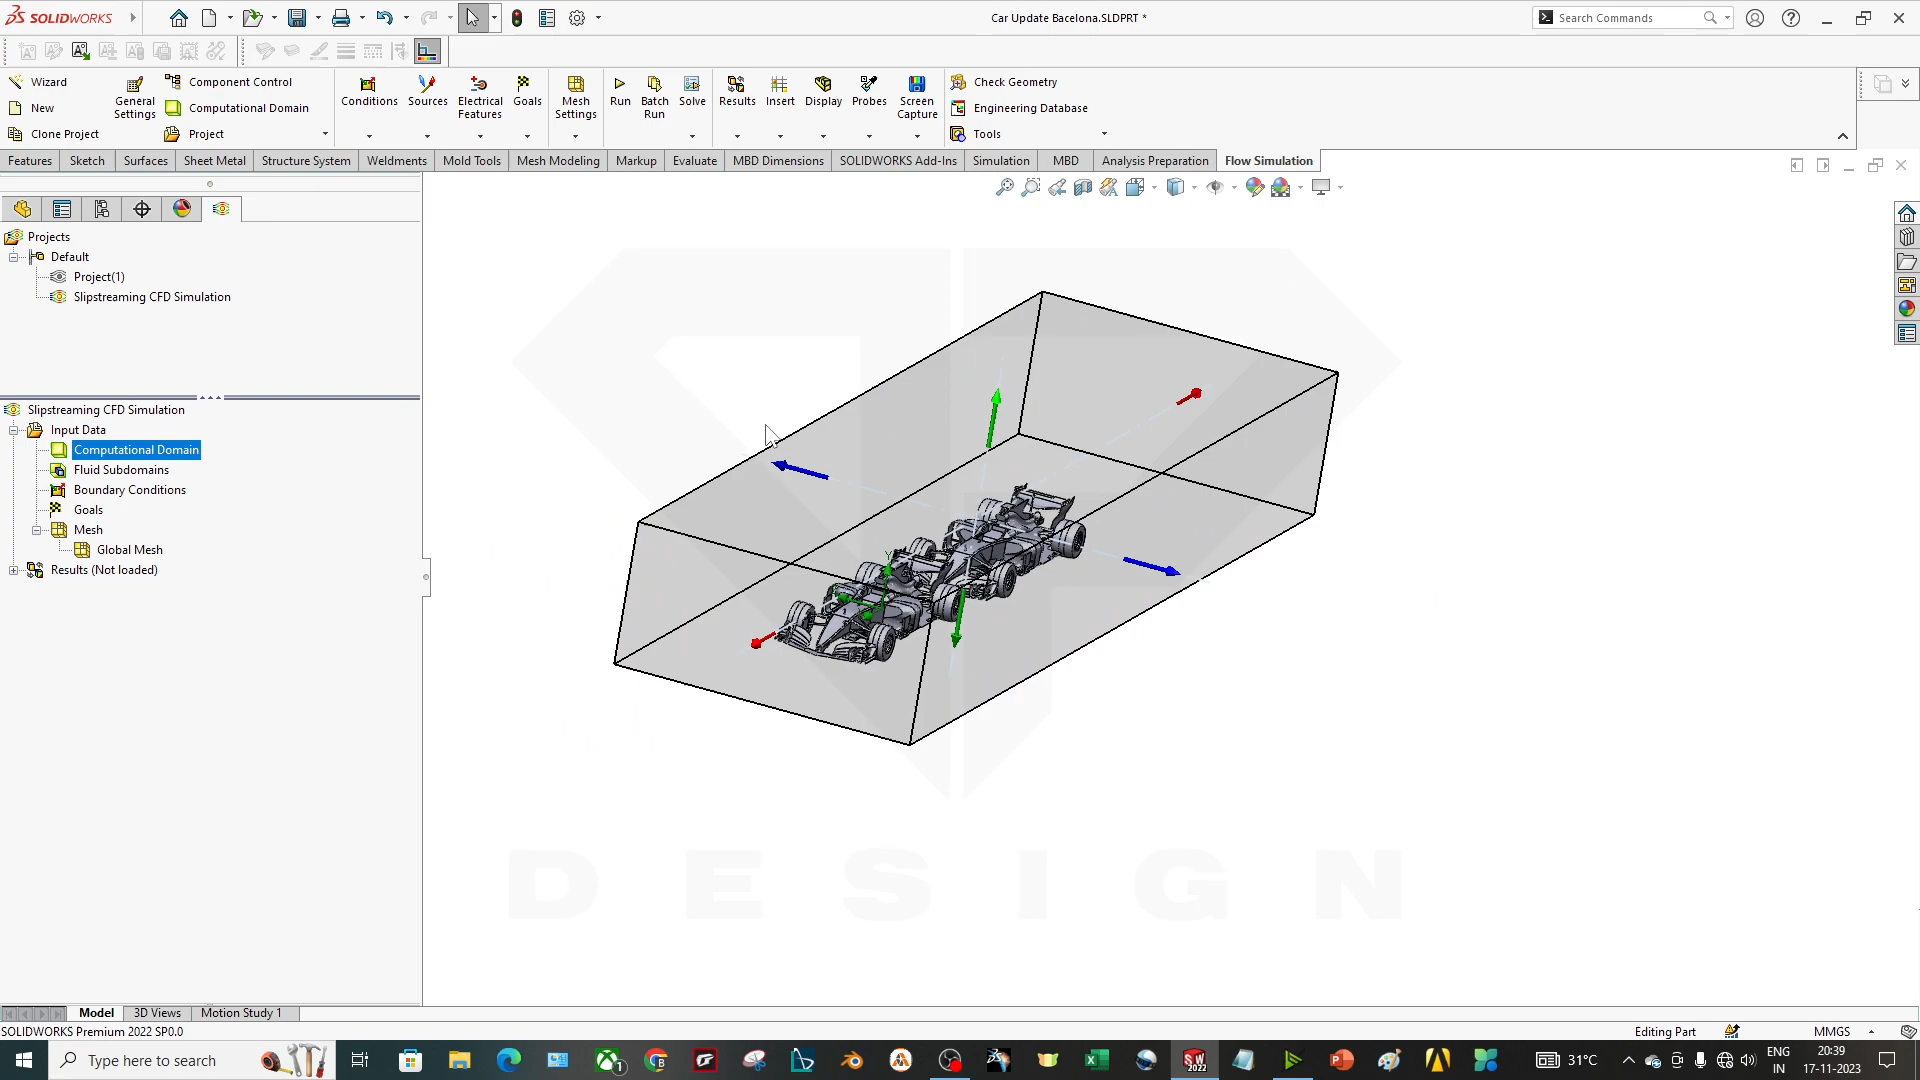 SOLIDWORKS
Car Update Bacelona.SLDPRT *
Search Commands
Wizard
New
Clone Project
General Settings
Component Control
Computational Domain
Project
Conditions
Sources
Electrical Features
Goals
Mesh Settings
Run
Batch Run
Solve
Results
Insert
Display
Probes
Screen Capture
Check Geometry
Engineering Database
Tools
Features
Sketch
Surfaces
Sheet Metal
Structure System
Weldments
Mold Tools
Mesh Modeling
Markup
Evaluate
MBD Dimensions
SOLIDWORKS Add-Ins
Simulation
MBD
Analysis Preparation
Flow Simulation
Projects
Default
Project(1)
Slipstreaming CFD Simulation
Slipstreaming CFD Simulation
Input Data
Computational Domain
Fluid Subdomains
Boundary Conditions
Goals
Mesh
Global Mesh
Results (Not loaded)
Y
DESIGN
Model
3D Views
Motion Study 1
SOLIDWORKS Premium 2022 SP0.0
Editing Part
MMGS
Type here to search
31°C
ENG
IN
20:39
17-11-2023